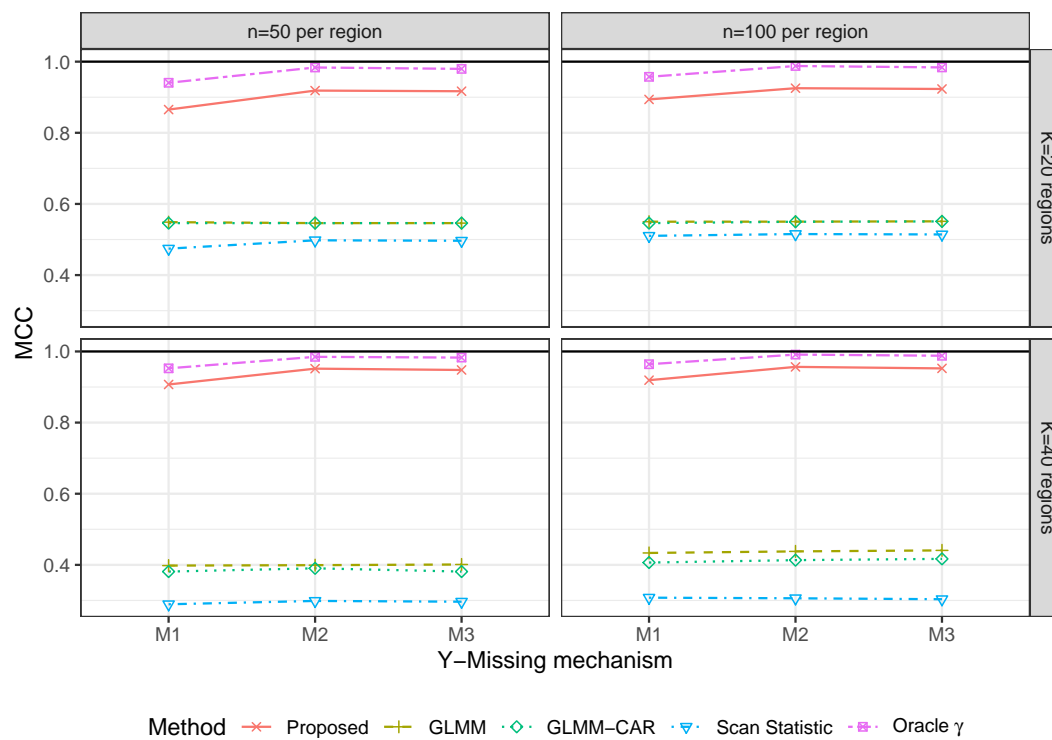 n=50 per region
n=100 per region
1.0
0.8
0.6
0.4
K=20 regions
MCC
1.0
0.8
0.6
0.4
K=40 regions
M1
M2
M3
M1
M2
M3
Y−Missing mechanism
Method
Proposed
GLMM
GLMM−CAR
Scan Statistic
Oracle γ